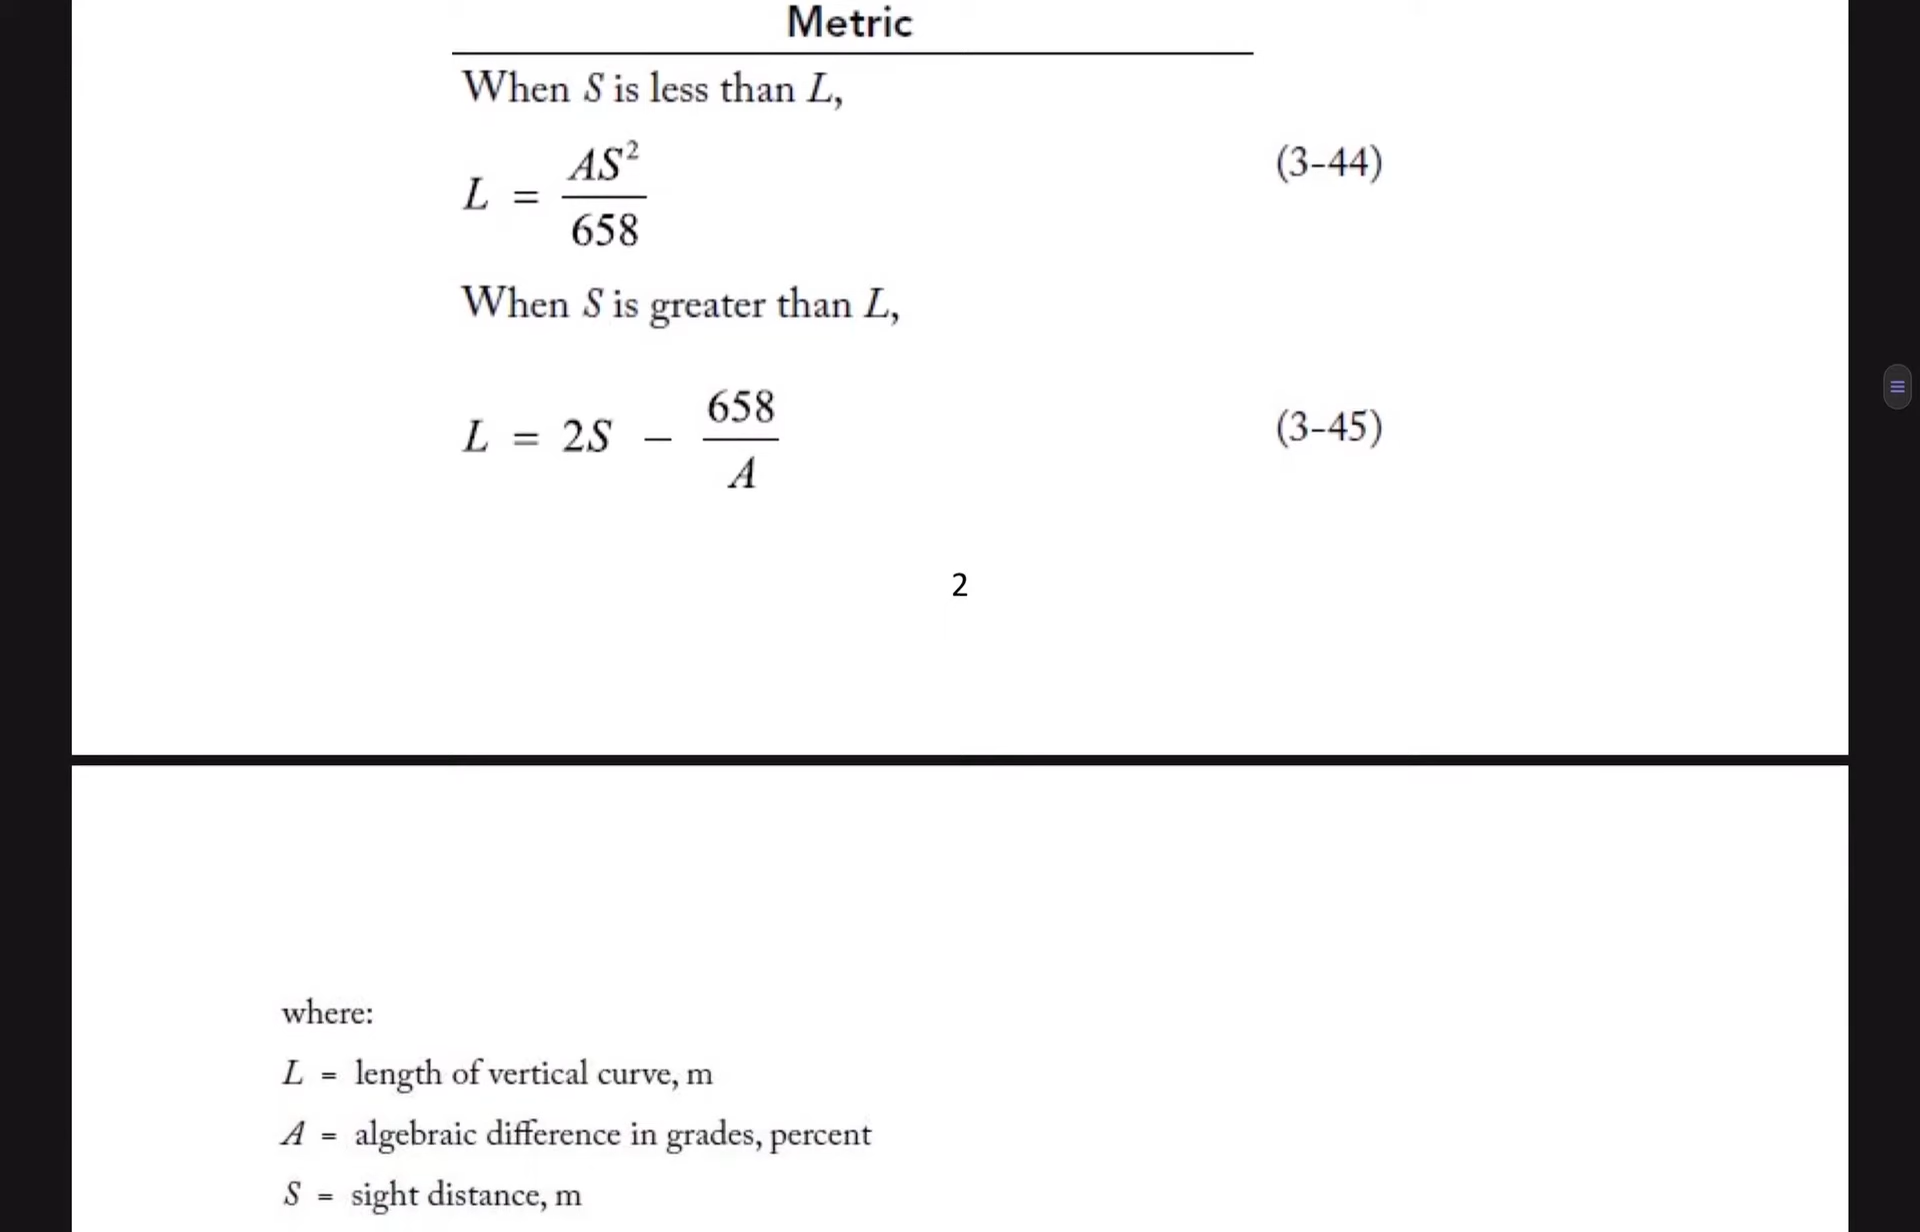 Metric
When S is less than L,
L = AS²/658 (3-44)
When S is greater than L,
L = 2S − 658/A (3-45)
2
where:
L = length of vertical curve, m
A = algebraic difference in grades, percent
S = sight distance, m